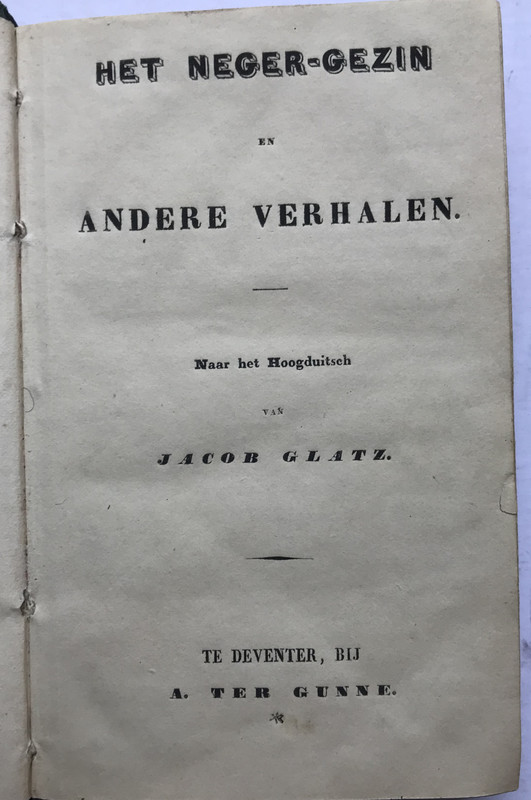 HET NEGER-GEZIN
EN
ANDERE VERHALEN.
Naar het Hoogduitsch
VAN
JACOB GLATZ.
TE DEVENTER, BIJ
A. TER GUNNE.